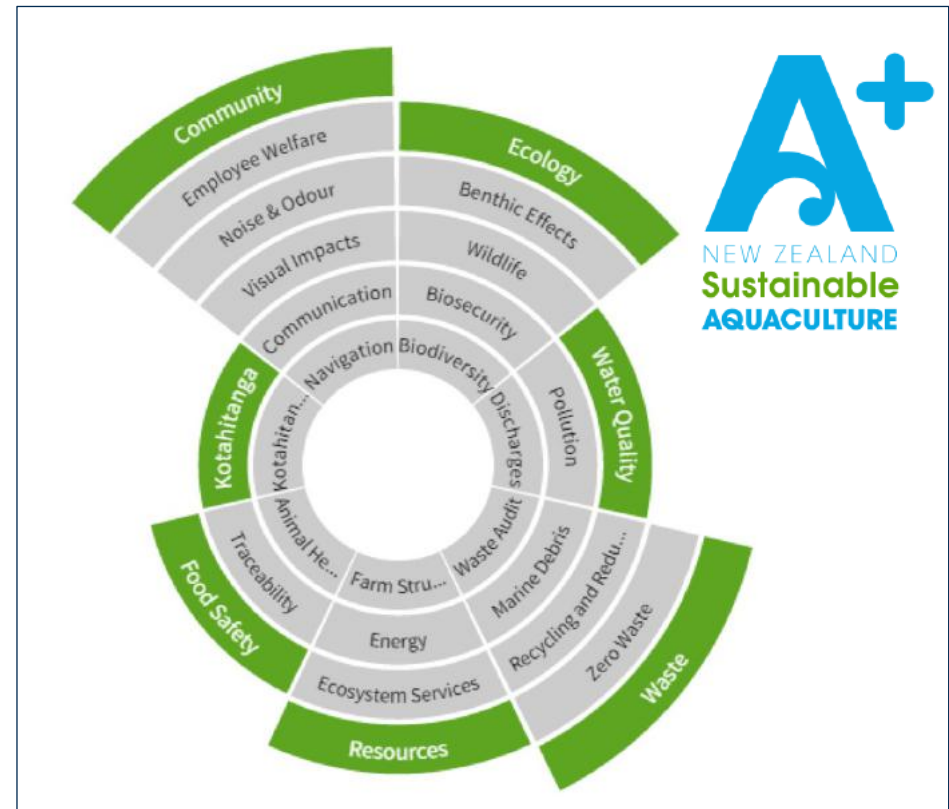 Community
Employee Welfare
Noise & Odour
Visual Impacts
Communication
Navigation
Ecology
Benthic Effects
Wildlife
Biosecurity
Biodiversity
Water Quality
Pollution
Discharges
Waste
Zero Waste
Recycling and Redu...
Marine Debris
Waste Audit
Resources
Ecosystem Services
Energy
Farm Stru...
Food Safety
Traceability
Animal He...
Kotahitanga
Kotahitan...
A+
NEW ZEALAND
Sustainable
AQUACULTURE